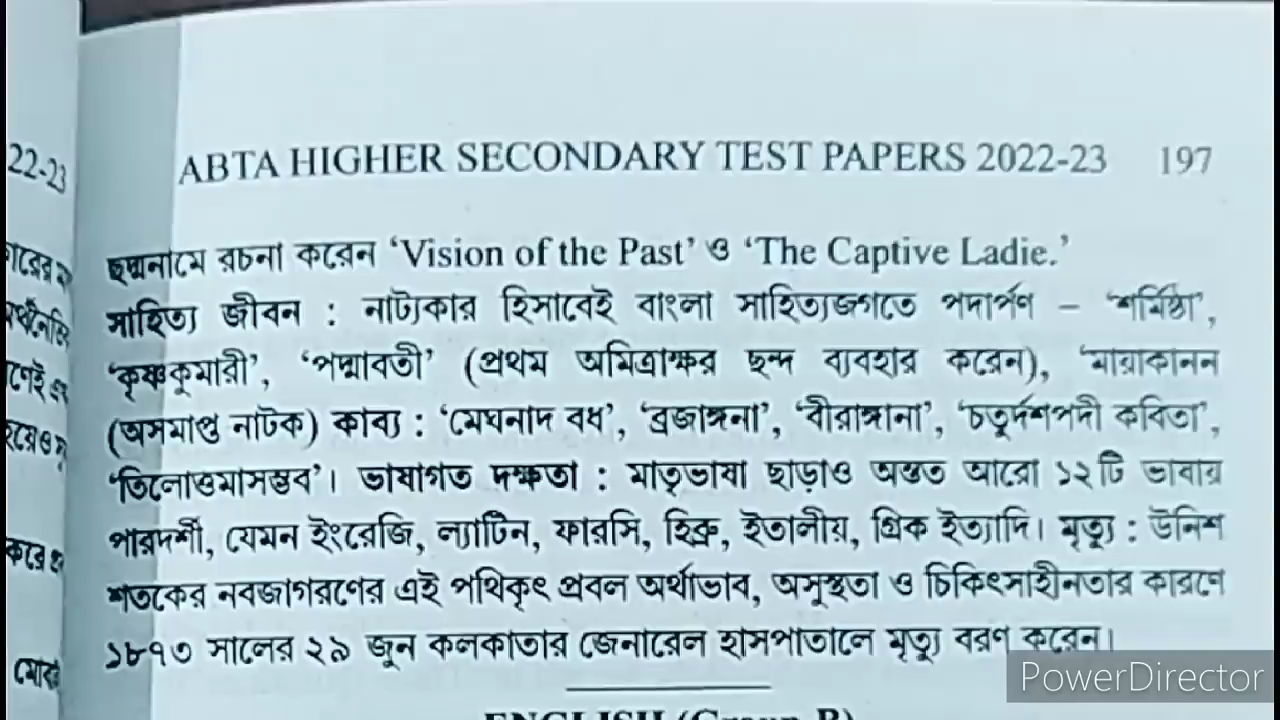 22-23
ABTA HIGHER SECONDARY TEST PAPERS 2022-23 197
ছদ্মনামে রচনা করেন ‘Vision of the Past’ ও ‘The Captive Ladie.’
সাহিত্য জীবন : নাট্যকার হিসাবেই বাংলা সাহিত্যজগতে পদার্পণ – ‘শর্মিষ্ঠা’,
‘কৃষ্ণকুমারী’, ‘পদ্মাবতী’ (প্রথম অমিত্রাক্ষর ছন্দ ব্যবহার করেন), ‘মায়াকানন
(অসমাপ্ত নাটক) কাব্য : ‘মেঘনাদ বধ’, ‘ব্রজাঙ্গনা’, ‘বীরাঙ্গানা’, ‘চতুর্দশপদী কবিতা’,
‘তিলোত্তমাসম্ভব’। ভাষাগত দক্ষতা : মাতৃভাষা ছাড়াও অন্তত আরো ১২টি ভাষায়
পারদর্শী, যেমন ইংরেজি, ল্যাটিন, ফারসি, হিব্রু, ইতালীয়, গ্রিক ইত্যাদি। মৃত্যু : উনিশ
শতকের নবজাগরণের এই পথিকৃৎ প্রবল অর্থাভাব, অসুস্থতা ও চিকিৎসাহীনতার কারণে
১৮৭৩ সালের ২৯ জুন কলকাতার জেনারেল হাসপাতালে মৃত্যু বরণ করেন।
PowerDirector
ENGLISH (Group B)